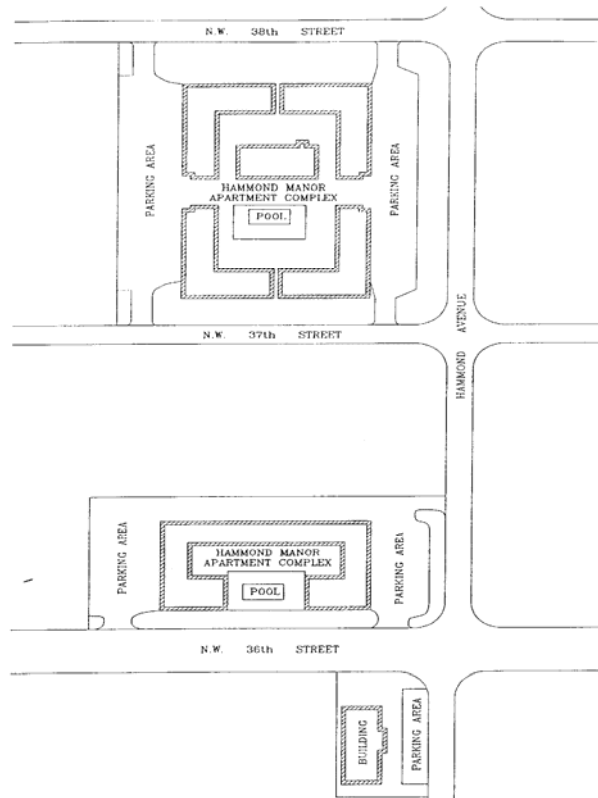 N.W. 38th STREET
PARKING AREA
PARKING AREA
HAMMOND MANOR
APARTMENT COMPLEX
POOL
N.W. 37th STREET
HAMMOND AVENUE
PARKING AREA
HAMMOND MANOR
APARTMENT COMPLEX
POOL
PARKING AREA
N.W. 36th STREET
BUILDING
PARKING AREA